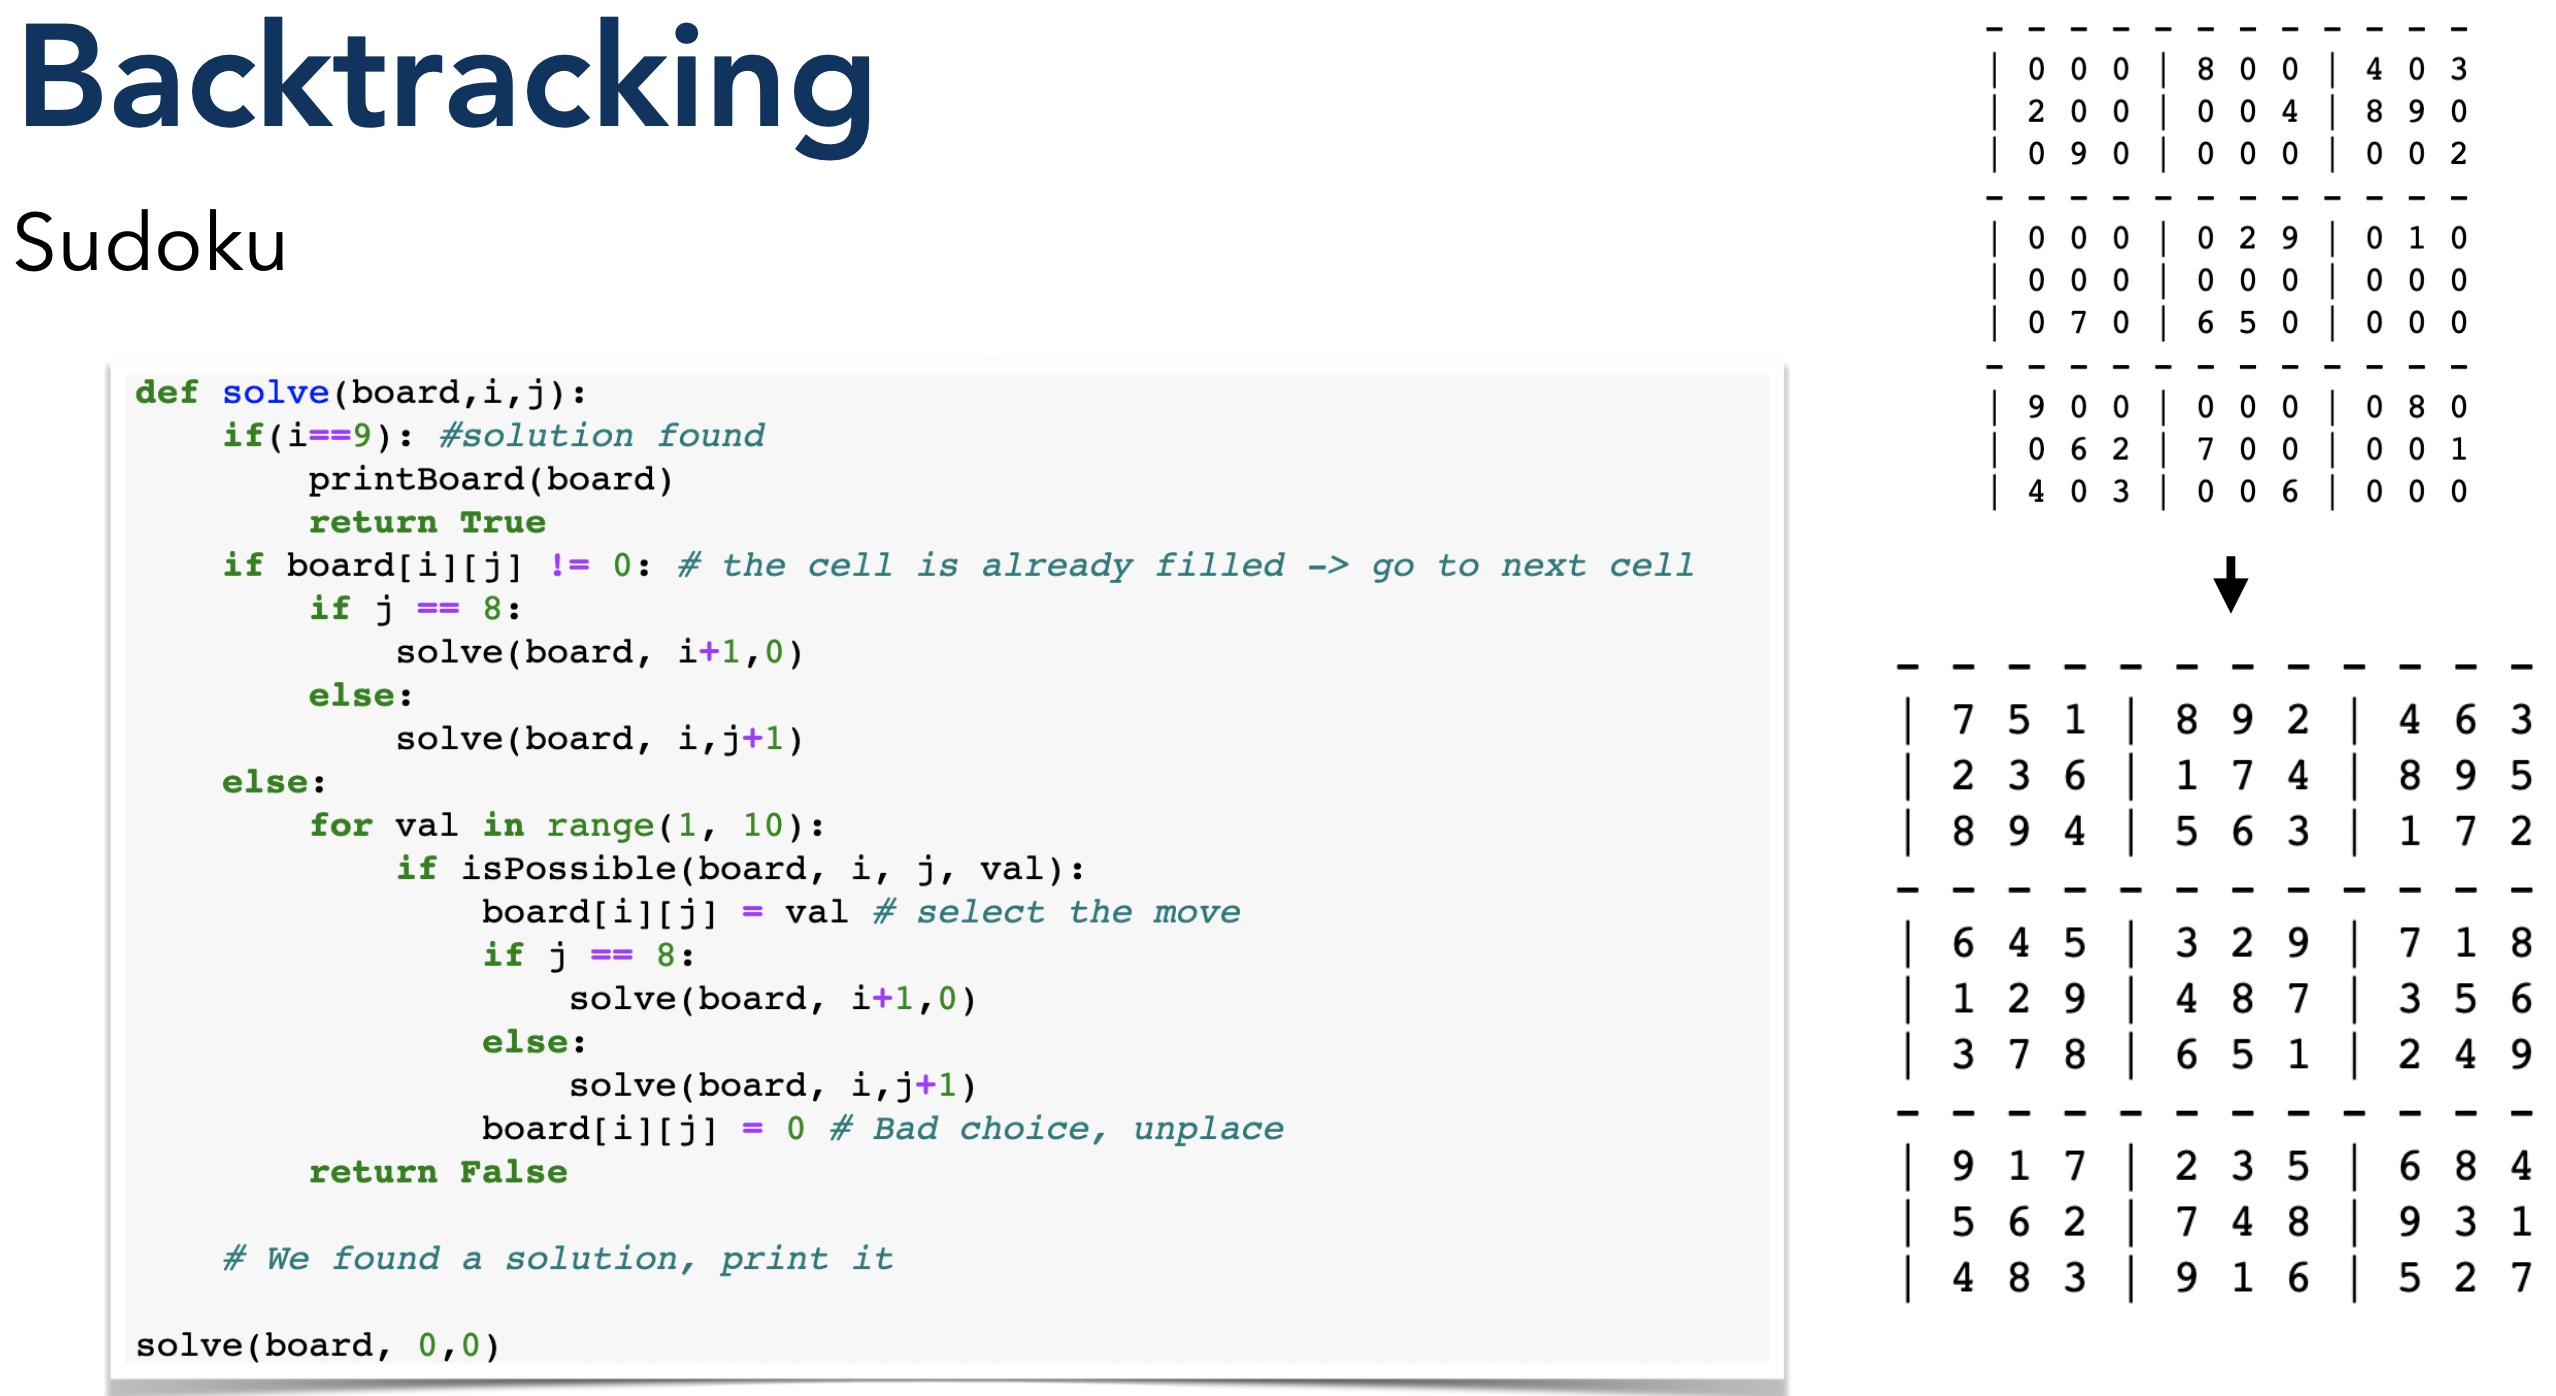 Backtracking
Sudoku
def solve(board,i,j):
    if(i==9): #solution found
        printBoard(board)
        return True
    if board[i][j] != 0: # the cell is already filled -> go to next cell
        if j == 8:
            solve(board, i+1,0)
        else:
            solve(board, i,j+1)
    else:
        for val in range(1, 10):
            if isPossible(board, i, j, val):
                board[i][j] = val # select the move
                if j == 8:
                    solve(board, i+1,0)
                else:
                    solve(board, i,j+1)
                board[i][j] = 0 # Bad choice, unplace
        return False

    # We found a solution, print it

solve(board, 0,0)
- - - - - - - - - - - -
| 0 0 0 | 8 0 0 | 4 0 3
| 2 0 0 | 0 0 4 | 8 9 0
| 0 9 0 | 0 0 0 | 0 0 2
- - - - - - - - - - - -
| 0 0 0 | 0 2 9 | 0 1 0
| 0 0 0 | 0 0 0 | 0 0 0
| 0 7 0 | 6 5 0 | 0 0 0
- - - - - - - - - - - -
| 9 0 0 | 0 0 0 | 0 8 0
| 0 6 2 | 7 0 0 | 0 0 1
| 4 0 3 | 0 0 6 | 0 0 0
- - - - - - - - - - - -
| 7 5 1 | 8 9 2 | 4 6 3
| 2 3 6 | 1 7 4 | 8 9 5
| 8 9 4 | 5 6 3 | 1 7 2
- - - - - - - - - - - -
| 6 4 5 | 3 2 9 | 7 1 8
| 1 2 9 | 4 8 7 | 3 5 6
| 3 7 8 | 6 5 1 | 2 4 9
- - - - - - - - - - - -
| 9 1 7 | 2 3 5 | 6 8 4
| 5 6 2 | 7 4 8 | 9 3 1
| 4 8 3 | 9 1 6 | 5 2 7